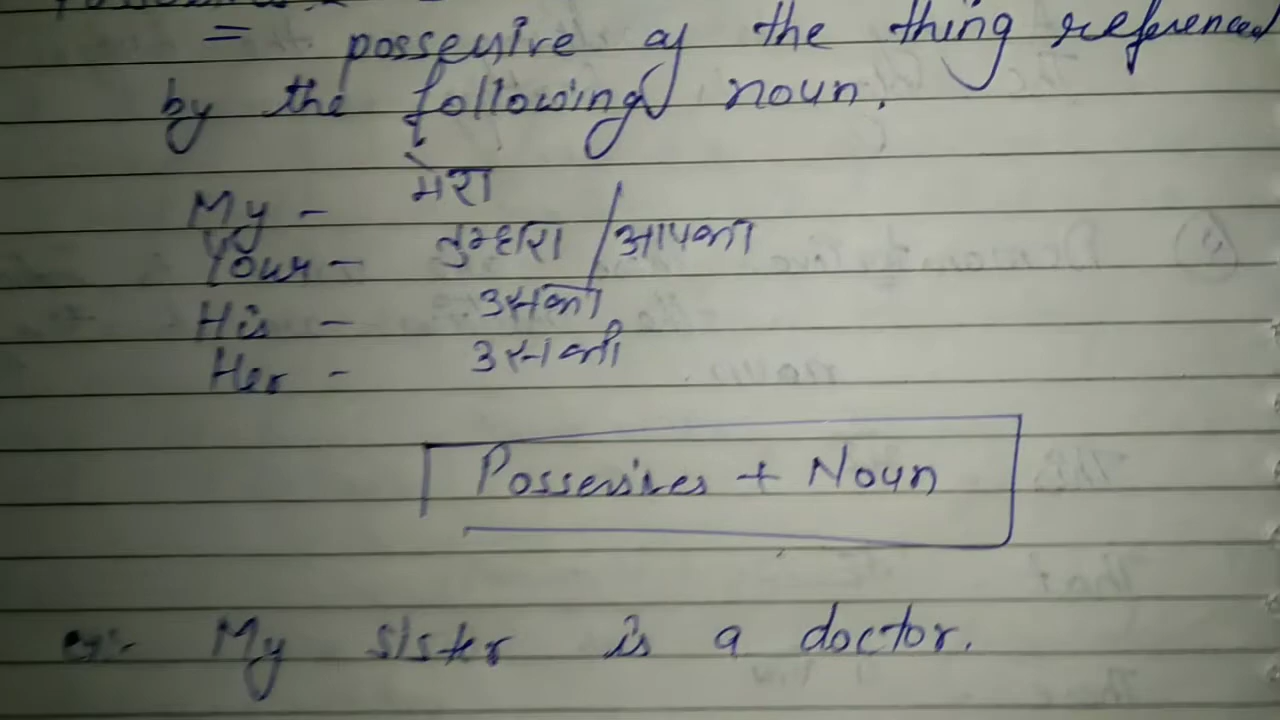 = possessive of the thing referenced
by the following noun.
My - मेरा
Your - तुम्हारा / आपका
His - उसका
Her - उसकी
Possessives + Noun
eg:- My sister is a doctor.